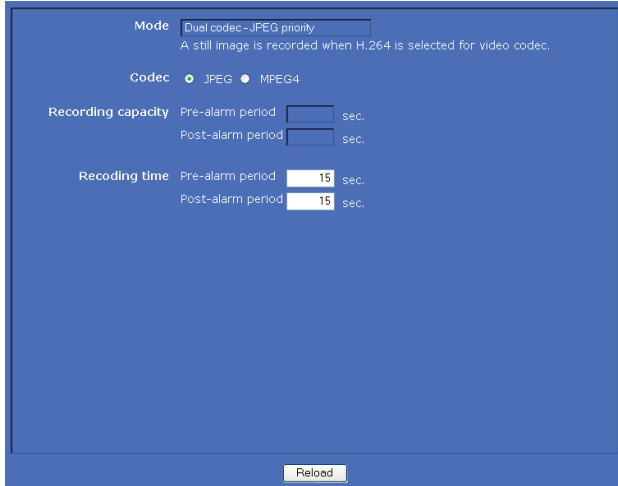 Mode Dual codec-JPEG priority
A still image is recorded when H.264 is selected for video codec.
Codec JPEG MPEG4
Recording capacity Pre-alarm period sec.
Post-alarm period sec.
Recoding time Pre-alarm period 15 sec.
Post-alarm period 15 sec.
Reload